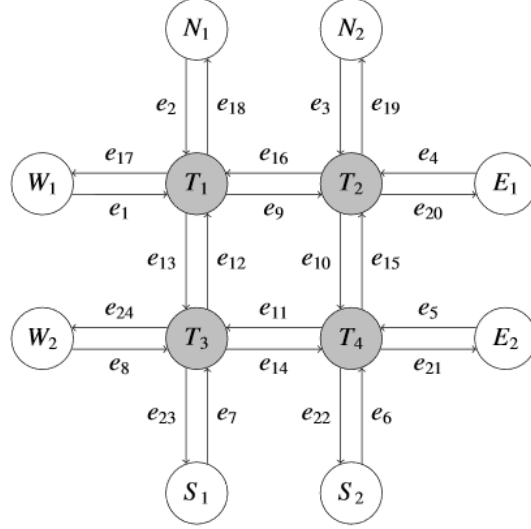 N₁ N₂
e₂ e₁₈ e₃ e₁₉
e₁₇ e₁₆ e₄
W₁ T₁ T₂ E₁
e₁ e₉ e₂₀
e₁₃ e₁₂ e₁₀ e₁₅
e₂₄ e₁₁ e₅
W₂ T₃ T₄ E₂
e₈ e₁₄ e₂₁
e₂₃ e₇ e₂₂ e₆
S₁ S₂